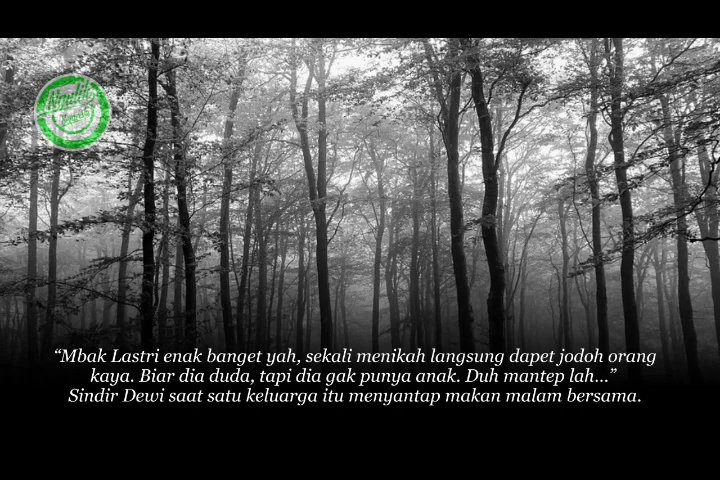 “Mbak Lastri enak banget yah, sekali menikah langsung dapet jodoh orang
kaya. Biar dia duda, tapi dia gak punya anak. Duh mantep lah...”
Sindir Dewi saat satu keluarga itu menyantap makan malam bersama.